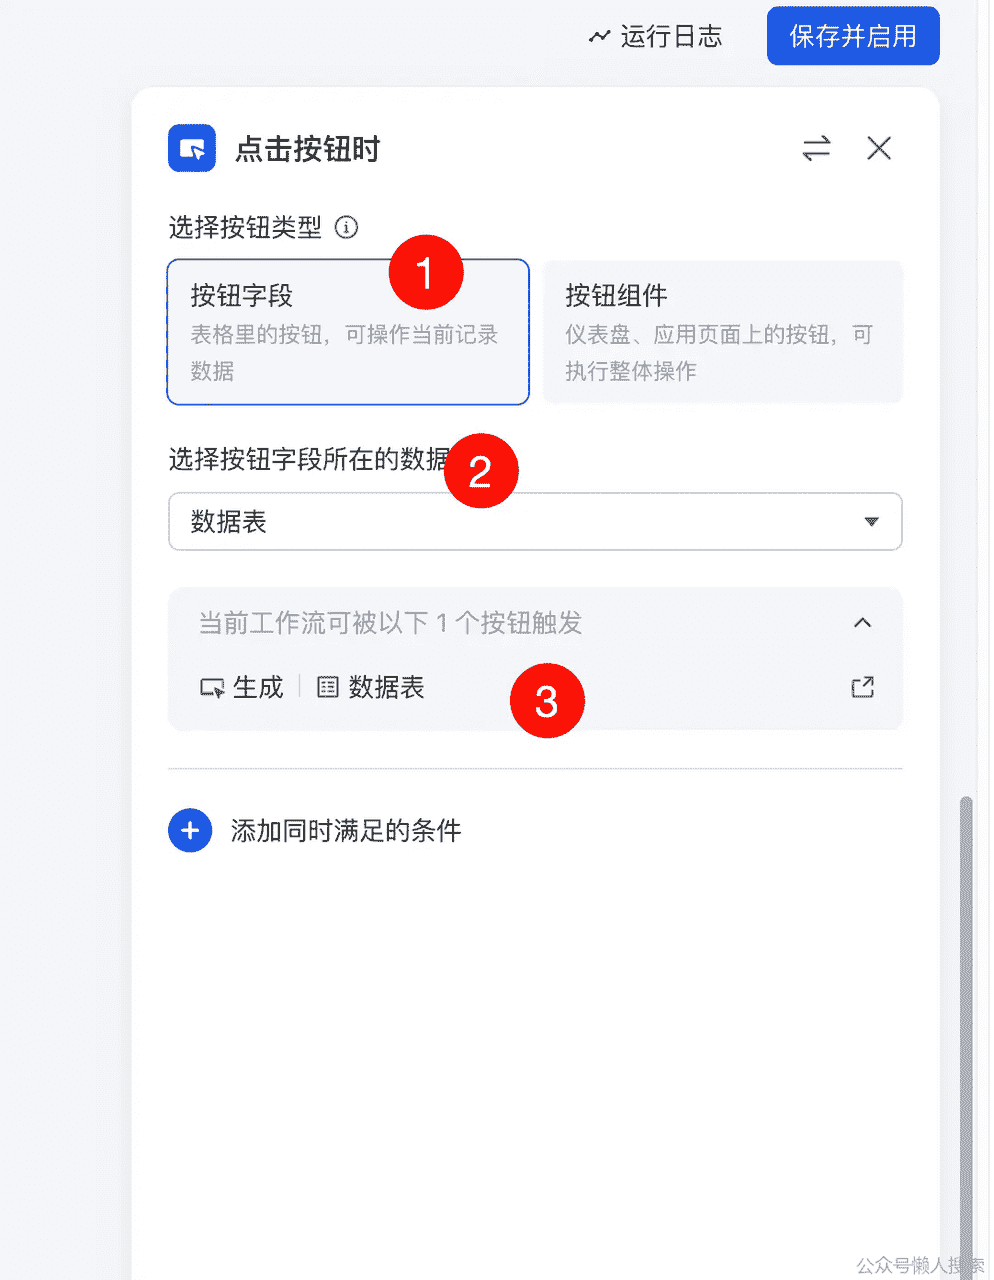 运行日志
保存并启用
点击按钮时
选择按钮类型
1
按钮字段
表格里的按钮，可操作当前记录
数据
按钮组件
仪表盘、应用页面上的按钮，可
执行整体操作
选择按钮字段所在的数据
2
数据表
当前工作流可被以下 1 个按钮触发
生成
数据表
3
添加同时满足的条件
公众号懒人搜索